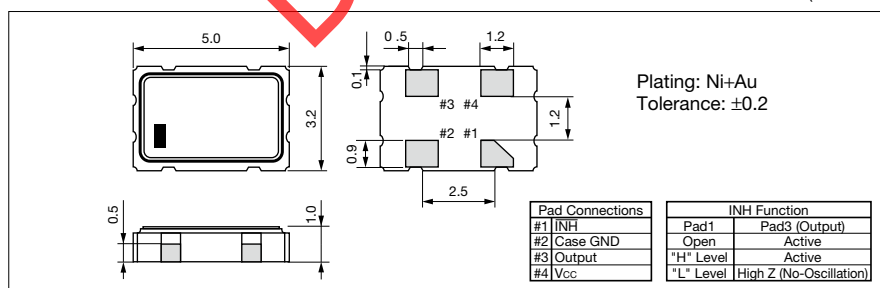 5.0
0 .5
1.2
0.1
#3 #4
#2 #1
3.2
1.2
0.9
2.5
Plating: Ni+Au
Tolerance: ±0.2
0.5
1.0
Pad Connections
#1 INH
#2 Case GND
#3 Output
#4 Vcc
INH Function
Pad1 Pad3 (Output)
Open Active
"H" Level Active
"L" Level High Z (No-Oscillation)